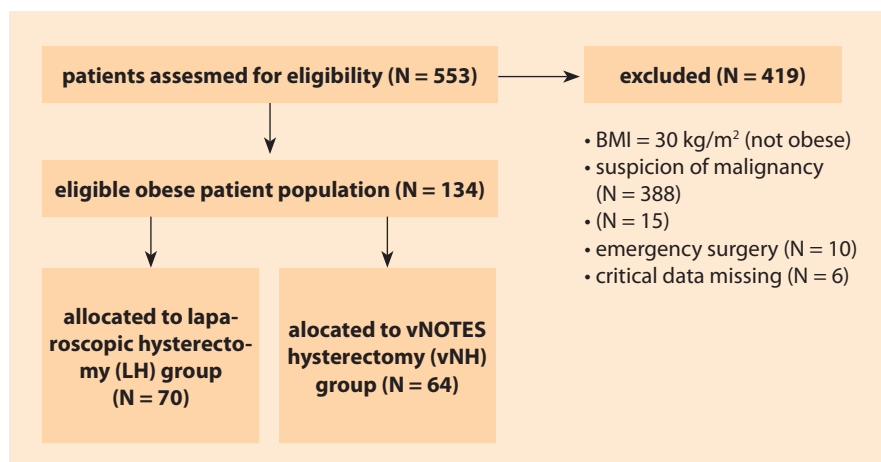 patients assesmed for eligibility (N = 553)
excluded (N = 419)
• BMI = 30 kg/m² (not obese)
• suspicion of malignancy
(N = 388)
• (N = 15)
• emergency surgery (N = 10)
• critical data missing (N = 6)
eligible obese patient population (N = 134)
allocated to lapa-
roscopic hysterecto-
my (LH) group
(N = 70)
alocated to vNOTES
hysterectomy (vNH)
group (N = 64)